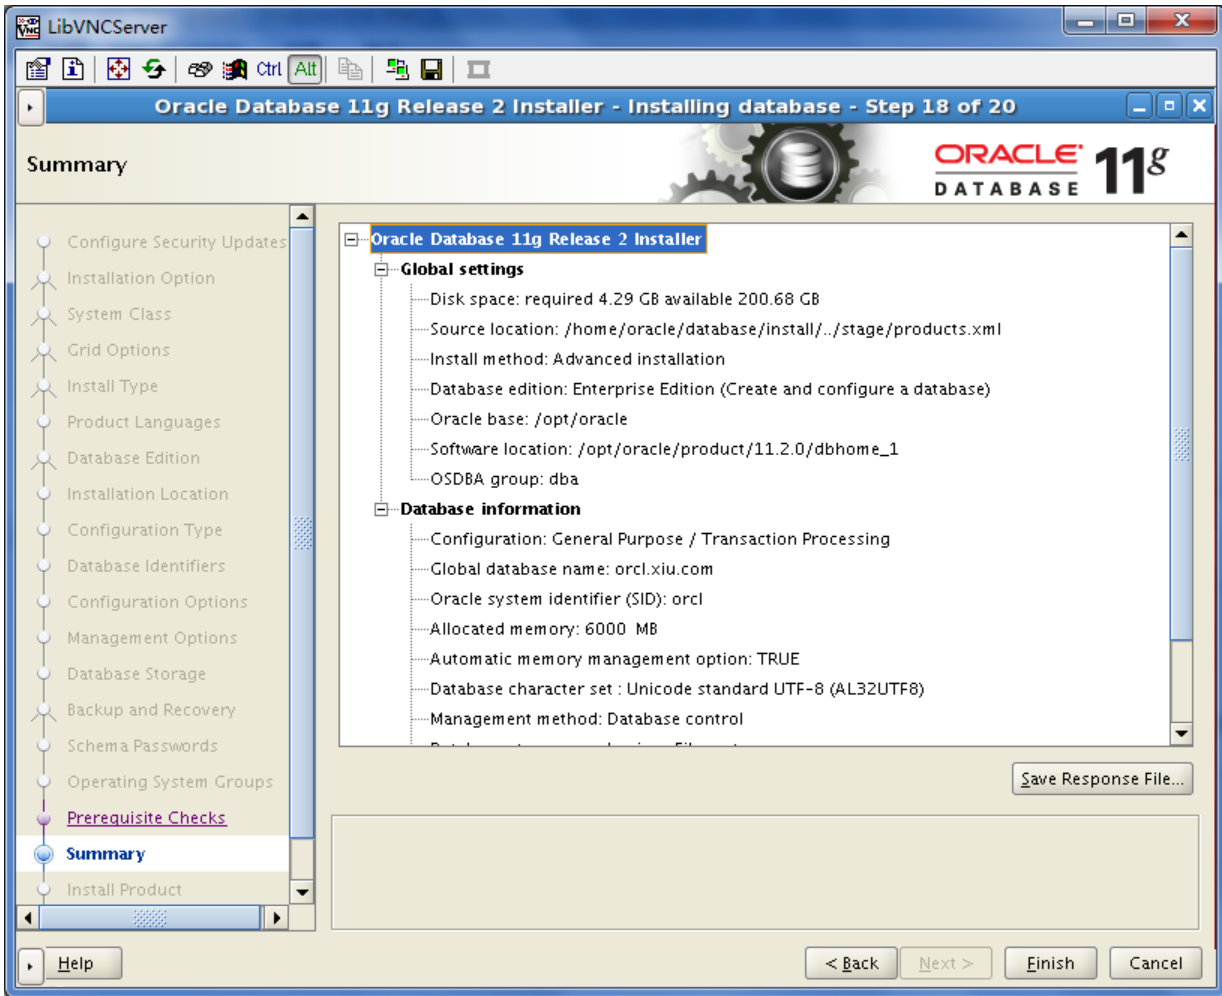 LibVNCServer
Ctrl Alt
Oracle Database 11g Release 2 Installer - Installing database - Step 18 of 20
Summary
ORACLE 11g
DATABASE
Configure Security Updates
Installation Option
System Class
Grid Options
Install Type
Product Languages
Database Edition
Installation Location
Configuration Type
Database Identifiers
Configuration Options
Management Options
Database Storage
Backup and Recovery
Schema Passwords
Operating System Groups
Prerequisite Checks
Summary
Install Product
Oracle Database 11g Release 2 Installer
Global settings
Disk space: required 4.29 GB available 200.68 GB
Source location: /home/oracle/database/install/../stage/products.xml
Install method: Advanced installation
Database edition: Enterprise Edition (Create and configure a database)
Oracle base: /opt/oracle
Software location: /opt/oracle/product/11.2.0/dbhome_1
OSDBA group: dba
Database information
Configuration: General Purpose / Transaction Processing
Global database name: orcl.xiu.com
Oracle system identifier (SID): orcl
Allocated memory: 6000 MB
Automatic memory management option: TRUE
Database character set : Unicode standard UTF-8 (AL32UTF8)
Management method: Database control
Save Response File...
Help
< Back
Next >
Finish
Cancel